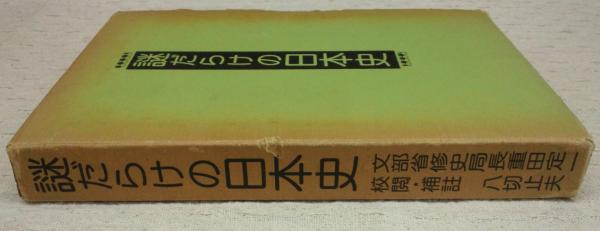 謎だらけの日本史
謎だらけの日本史
文部省修史局長重田定一
校閲・補註 八切止夫